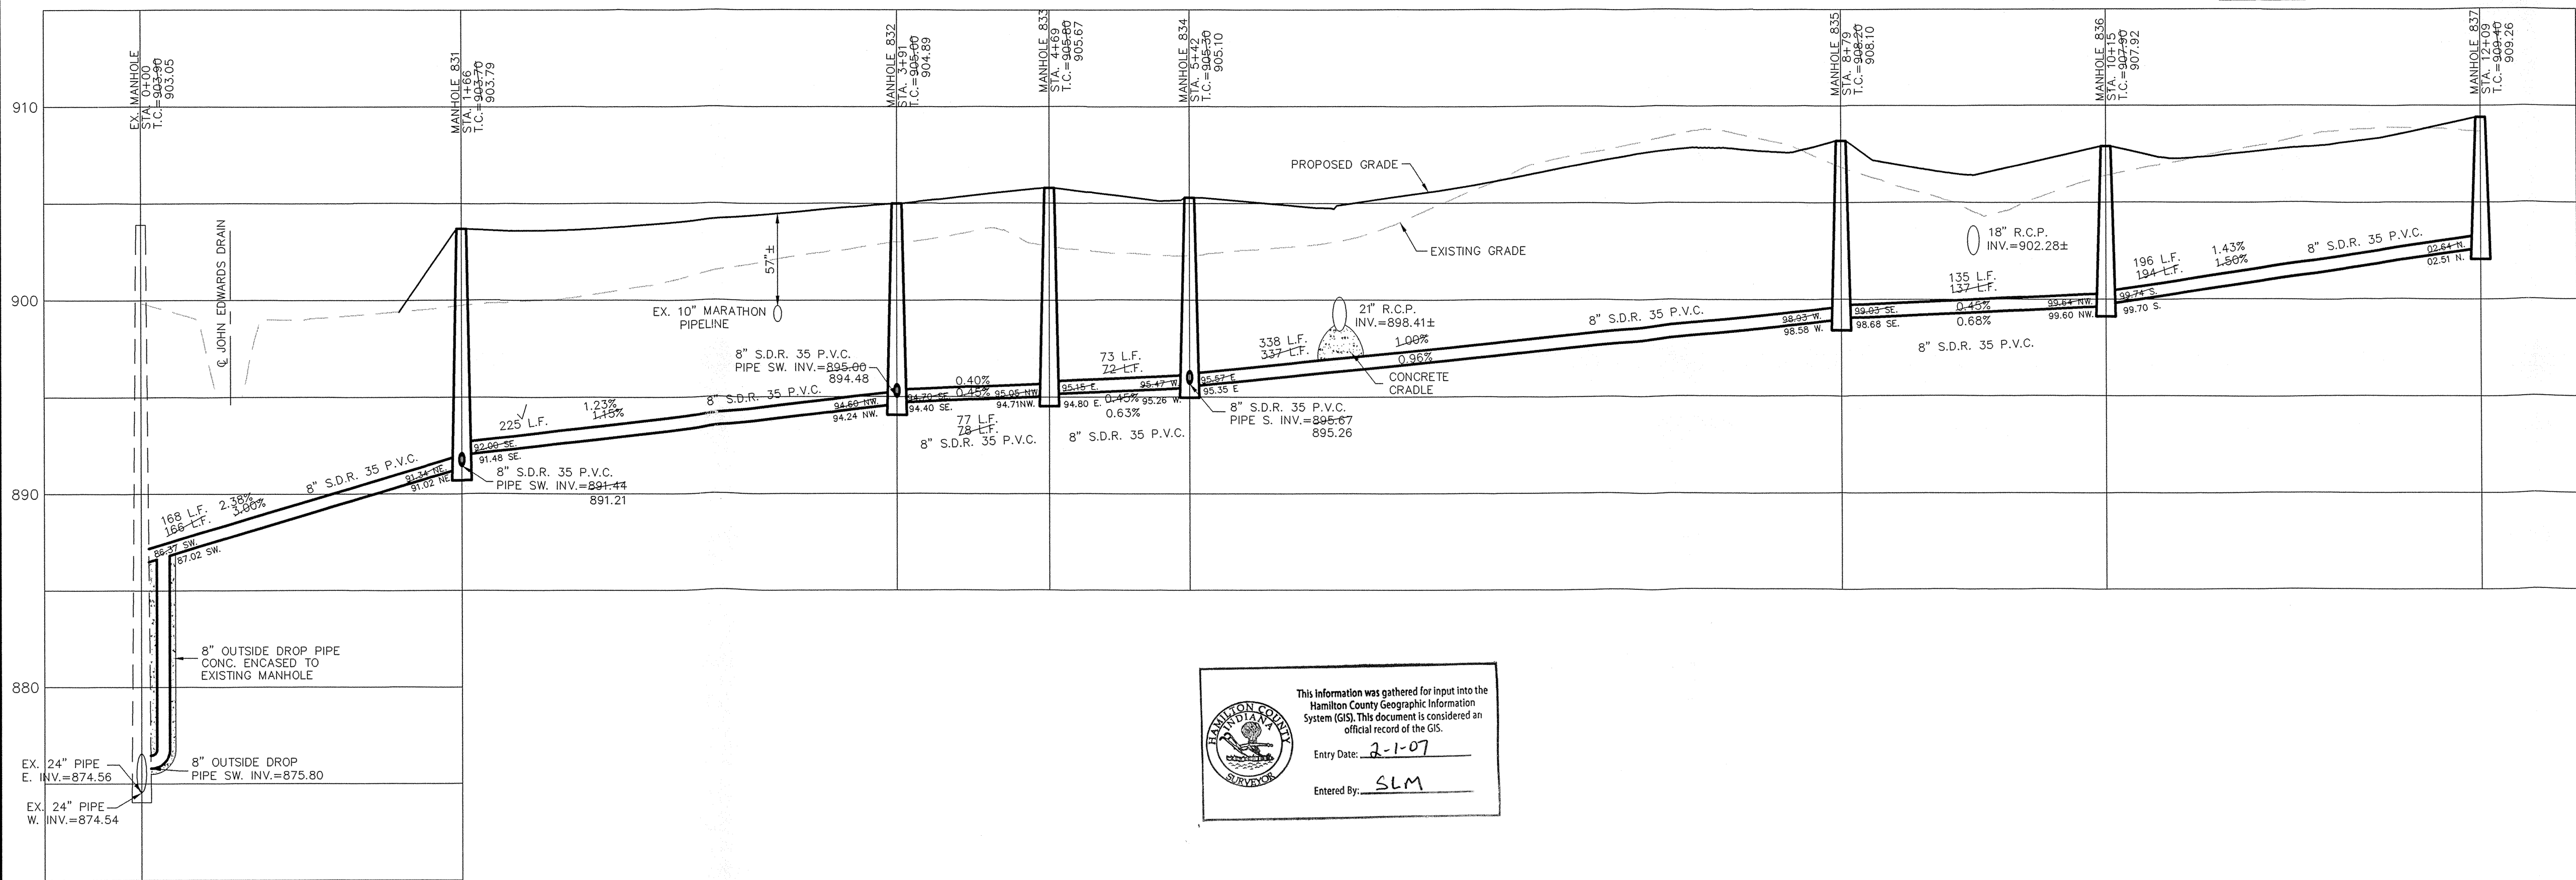 EX. MANHOLE
STA. 0+00
T.C.=903.90
903.05
MANHOLE 831
STA. 1+66
T.C.=903.70
903.79
MANHOLE 832
STA. 3+91
T.C.=905.00
904.89
MANHOLE 833
STA. 4+69
T.C.=905.80
905.67
MANHOLE 834
STA. 5+42
T.C.=905.30
905.10
MANHOLE 835
STA. 8+79
T.C.=908.20
908.10
MANHOLE 836
STA. 10+15
T.C.=907.90
907.92
MANHOLE 837
STA. 12+09
T.C.=909.40
909.26
910
900
890
880
℄ JOHN EDWARDS DRAIN
57"±
EX. 10" MARATHON
PIPELINE
PROPOSED GRADE
EXISTING GRADE
18" R.C.P.
INV.=902.28±
21" R.C.P.
INV.=898.41±
CONCRETE
CRADLE
168 L.F. 2.38%
166 L.F. 3.00%
8" S.D.R. 35 P.V.C.
86.37 SW.
87.02 SW.
91.34 NE.
91.02 NE
92.00 SE.
91.48 SE.
8" S.D.R. 35 P.V.C.
PIPE SW. INV.=891.44
891.21
225 L.F.
1.23%
1.15%
8" S.D.R. 35 P.V.C.
8" S.D.R. 35 P.V.C.
PIPE SW. INV.=895.00
894.48
94.60 NW.
94.24 NW.
94.70 SE.
94.40 SE.
0.40%
0.45%
95.05 NW.
94.71NW.
77 L.F.
78 L.F.
8" S.D.R. 35 P.V.C.
73 L.F.
72 L.F.
95.15 E.
94.80 E.
0.45%
0.63%
95.47 W.
95.26 W.
8" S.D.R. 35 P.V.C.
95.57 E
95.35 E
8" S.D.R. 35 P.V.C.
PIPE S. INV.=895.67
895.26
338 L.F.
337 L.F.
1.00%
0.96%
8" S.D.R. 35 P.V.C.
98.93 W.
98.58 W.
99.03 SE.
98.68 SE.
135 L.F.
137 L.F.
0.45%
0.68%
8" S.D.R. 35 P.V.C.
99.64 NW.
99.60 NW.
99.74 S.
99.70 S.
196 L.F.
194 L.F.
1.43%
1.50%
8" S.D.R. 35 P.V.C.
02.64 N.
02.51 N.
8" OUTSIDE DROP PIPE
CONC. ENCASED TO
EXISTING MANHOLE
EX. 24" PIPE
E. INV.=874.56
8" OUTSIDE DROP
PIPE SW. INV.=875.80
EX. 24" PIPE
W. INV.=874.54
HAMILTON COUNTY
INDIANA
SURVEYOR
This information was gathered for input into the
Hamilton County Geographic Information
System (GIS). This document is considered an
official record of the GIS.
Entry Date: 2-1-07
Entered By: SLM